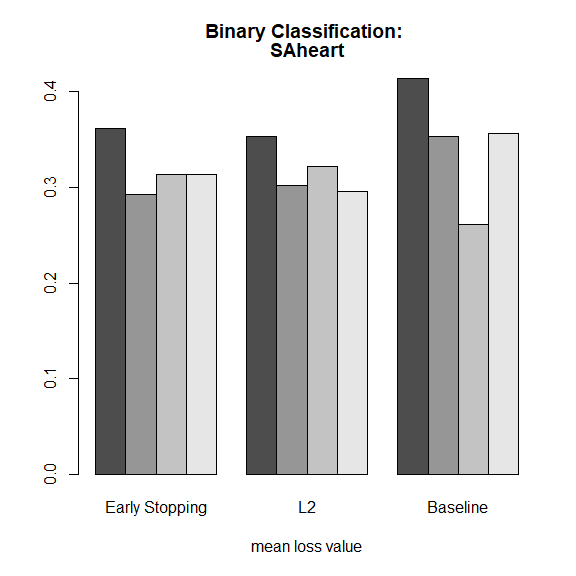 Binary Classification:
SAheart
0.4
0.3
0.2
0.1
0.0
Early Stopping
L2
Baseline
mean loss value